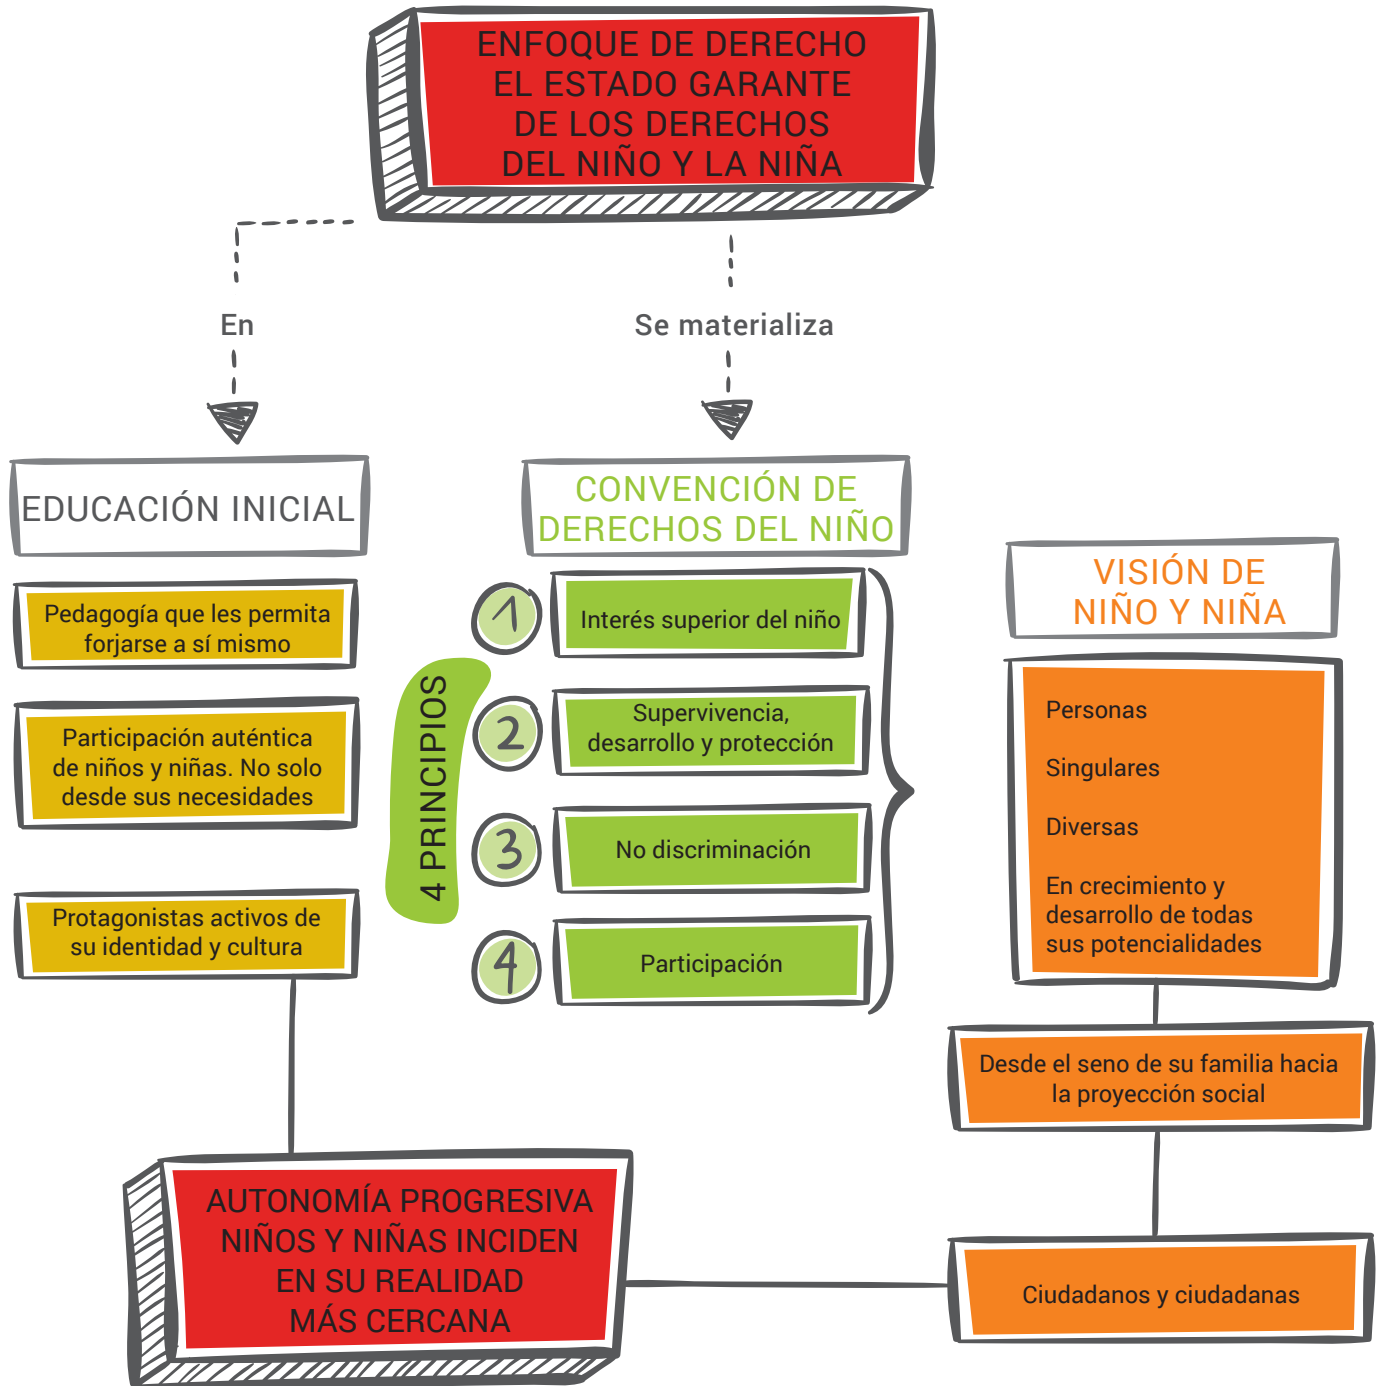 ENFOQUE DE DERECHO
EL ESTADO GARANTE
DE LOS DERECHOS
DEL NIÑO Y LA NIÑA
En
Se materializa
EDUCACIÓN INICIAL
Pedagogía que les permita
forjarse a sí mismo
Participación auténtica
de niños y niñas. No solo
desde sus necesidades
Protagonistas activos de
su identidad y cultura
CONVENCIÓN DE
DERECHOS DEL NIÑO
4 PRINCIPIOS
1
Interés superior del niño
2
Supervivencia,
desarrollo y protección
3
No discriminación
4
Participación
VISIÓN DE
NIÑO Y NIÑA
Personas
Singulares
Diversas
En crecimiento y
desarrollo de todas
sus potencialidades
Desde el seno de su familia hacia
la proyección social
Ciudadanos y ciudadanas
AUTONOMÍA PROGRESIVA
NIÑOS Y NIÑAS INCIDEN
EN SU REALIDAD
MÁS CERCANA